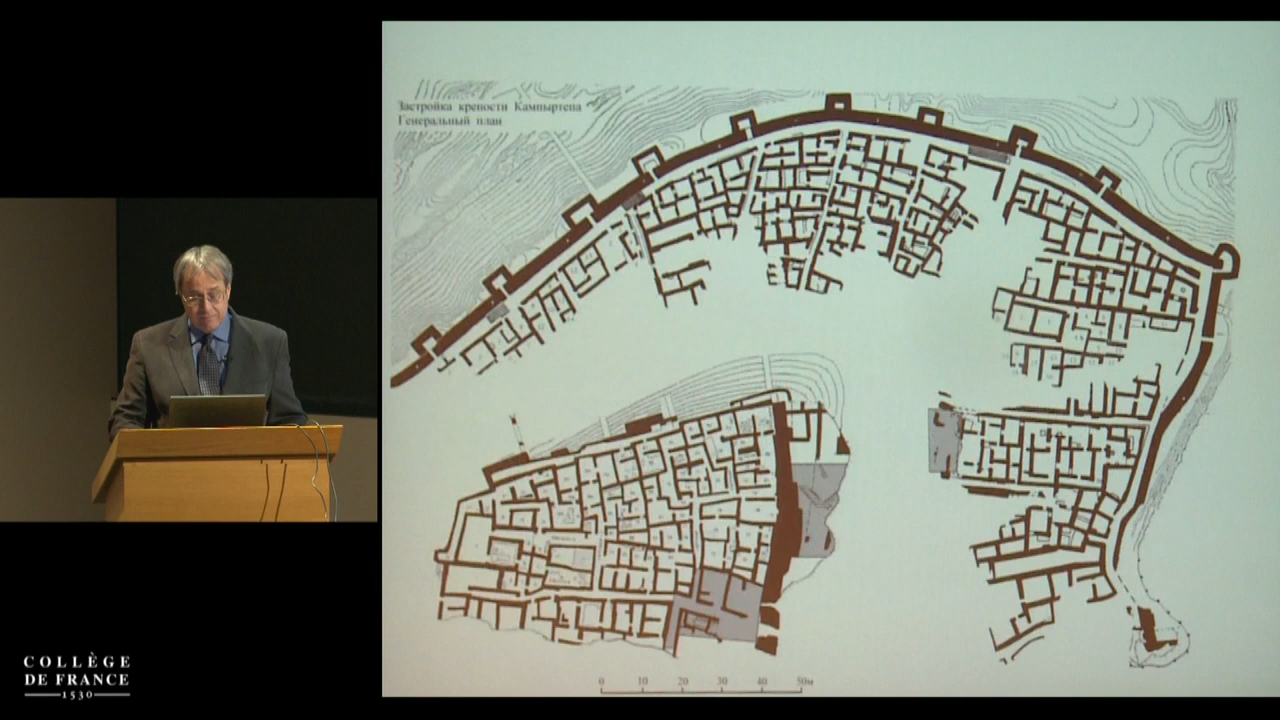 Застройка крепости Кампыртепа
Генеральный план
0 10 20 30 40 50м
COLLÈGE
DE FRANCE
1530